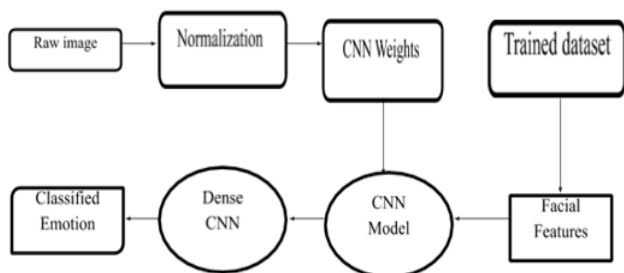 Raw image
Normalization
CNN Weights
Trained dataset
Classified
Emotion
Dense
CNN
CNN
Model
Facial
Features